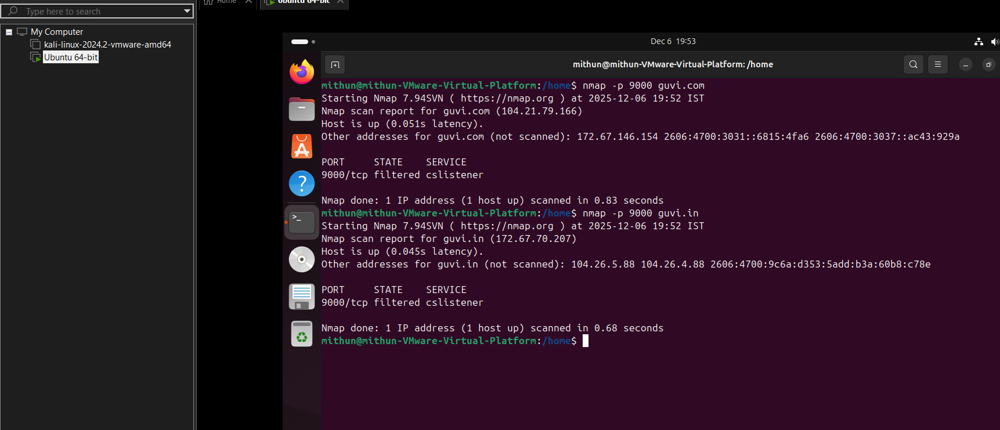 Home
Ubuntu 64-bit
Type here to search
My Computer
kali-linux-2024.2-vmware-amd64
Ubuntu 64-bit
Dec 6 19:53
mithun@mithun-VMware-Virtual-Platform: /home
mithun@mithun-VMware-Virtual-Platform:/home$ nmap -p 9000 guvi.com
Starting Nmap 7.94SVN ( https://nmap.org ) at 2025-12-06 19:52 IST
Nmap scan report for guvi.com (104.21.79.166)
Host is up (0.051s latency).
Other addresses for guvi.com (not scanned): 172.67.146.154 2606:4700:3031::6815:4fa6 2606:4700:3037::ac43:929a
PORT     STATE    SERVICE
9000/tcp filtered cslistener
Nmap done: 1 IP address (1 host up) scanned in 0.83 seconds
mithun@mithun-VMware-Virtual-Platform:/home$ nmap -p 9000 guvi.in
Starting Nmap 7.94SVN ( https://nmap.org ) at 2025-12-06 19:52 IST
Nmap scan report for guvi.in (172.67.70.207)
Host is up (0.045s latency).
Other addresses for guvi.in (not scanned): 104.26.5.88 104.26.4.88 2606:4700:9c6a:d353:5add:b3a:60b8:c78e
PORT     STATE    SERVICE
9000/tcp filtered cslistener
Nmap done: 1 IP address (1 host up) scanned in 0.68 seconds
mithun@mithun-VMware-Virtual-Platform:/home$